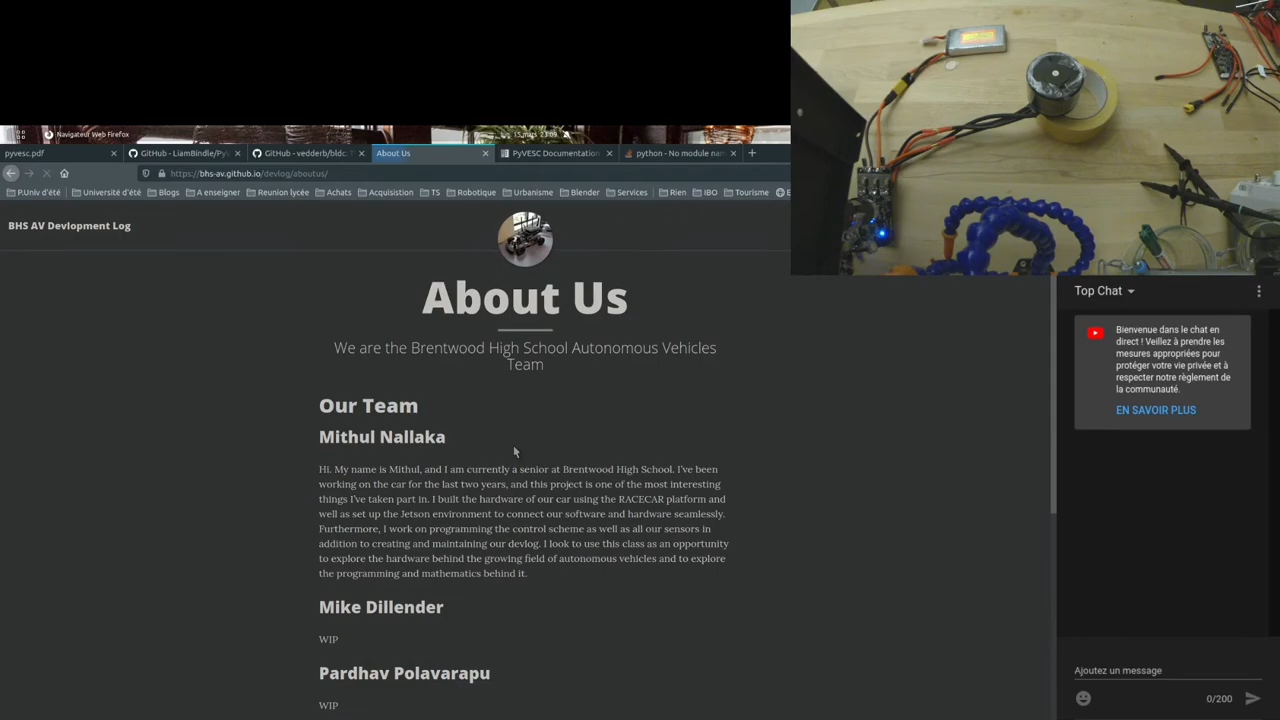 Navigateur Web Firefox
15 mars 23:09
pyvesc.pdf
GitHub - LiamBindle/Py
GitHub - vedderb/bldc: T
About Us
PyVESC Documentation
python - No module nam
https://bhs-av.github.io/devlog/aboutus/
P.Univ d'été
Université d'été
Blogs
A enseigner
Reunion lycée
Achats
Acquisistion
TS
Robotique
Urbanisme
Blender
Services
Rien
IBO
Tourisme
BHS AV Devlopment Log
About Us
We are the Brentwood High School Autonomous Vehicles
Team
Our Team
Mithul Nallaka
Hi. My name is Mithul, and I am currently a senior at Brentwood High School. I've been
working on the car for the last two years, and this project is one of the most interesting
things I've taken part in. I built the hardware of our car using the RACECAR platform and
well as set up the Jetson environment to connect our software and hardware seamlessly.
Furthermore, I work on programming the control scheme as well as all our sensors in
addition to creating and maintaining our devlog. I look to use this class as an opportunity
to explore the hardware behind the growing field of autonomous vehicles and to explore
the programming and mathematics behind it.
Mike Dillender
WIP
Pardhav Polavarapu
WIP
Top Chat
Bienvenue dans le chat en
direct ! Veillez à prendre les
mesures appropriées pour
protéger votre vie privée et à
respecter notre règlement de
la communauté.
EN SAVOIR PLUS
Ajoutez un message
0/200